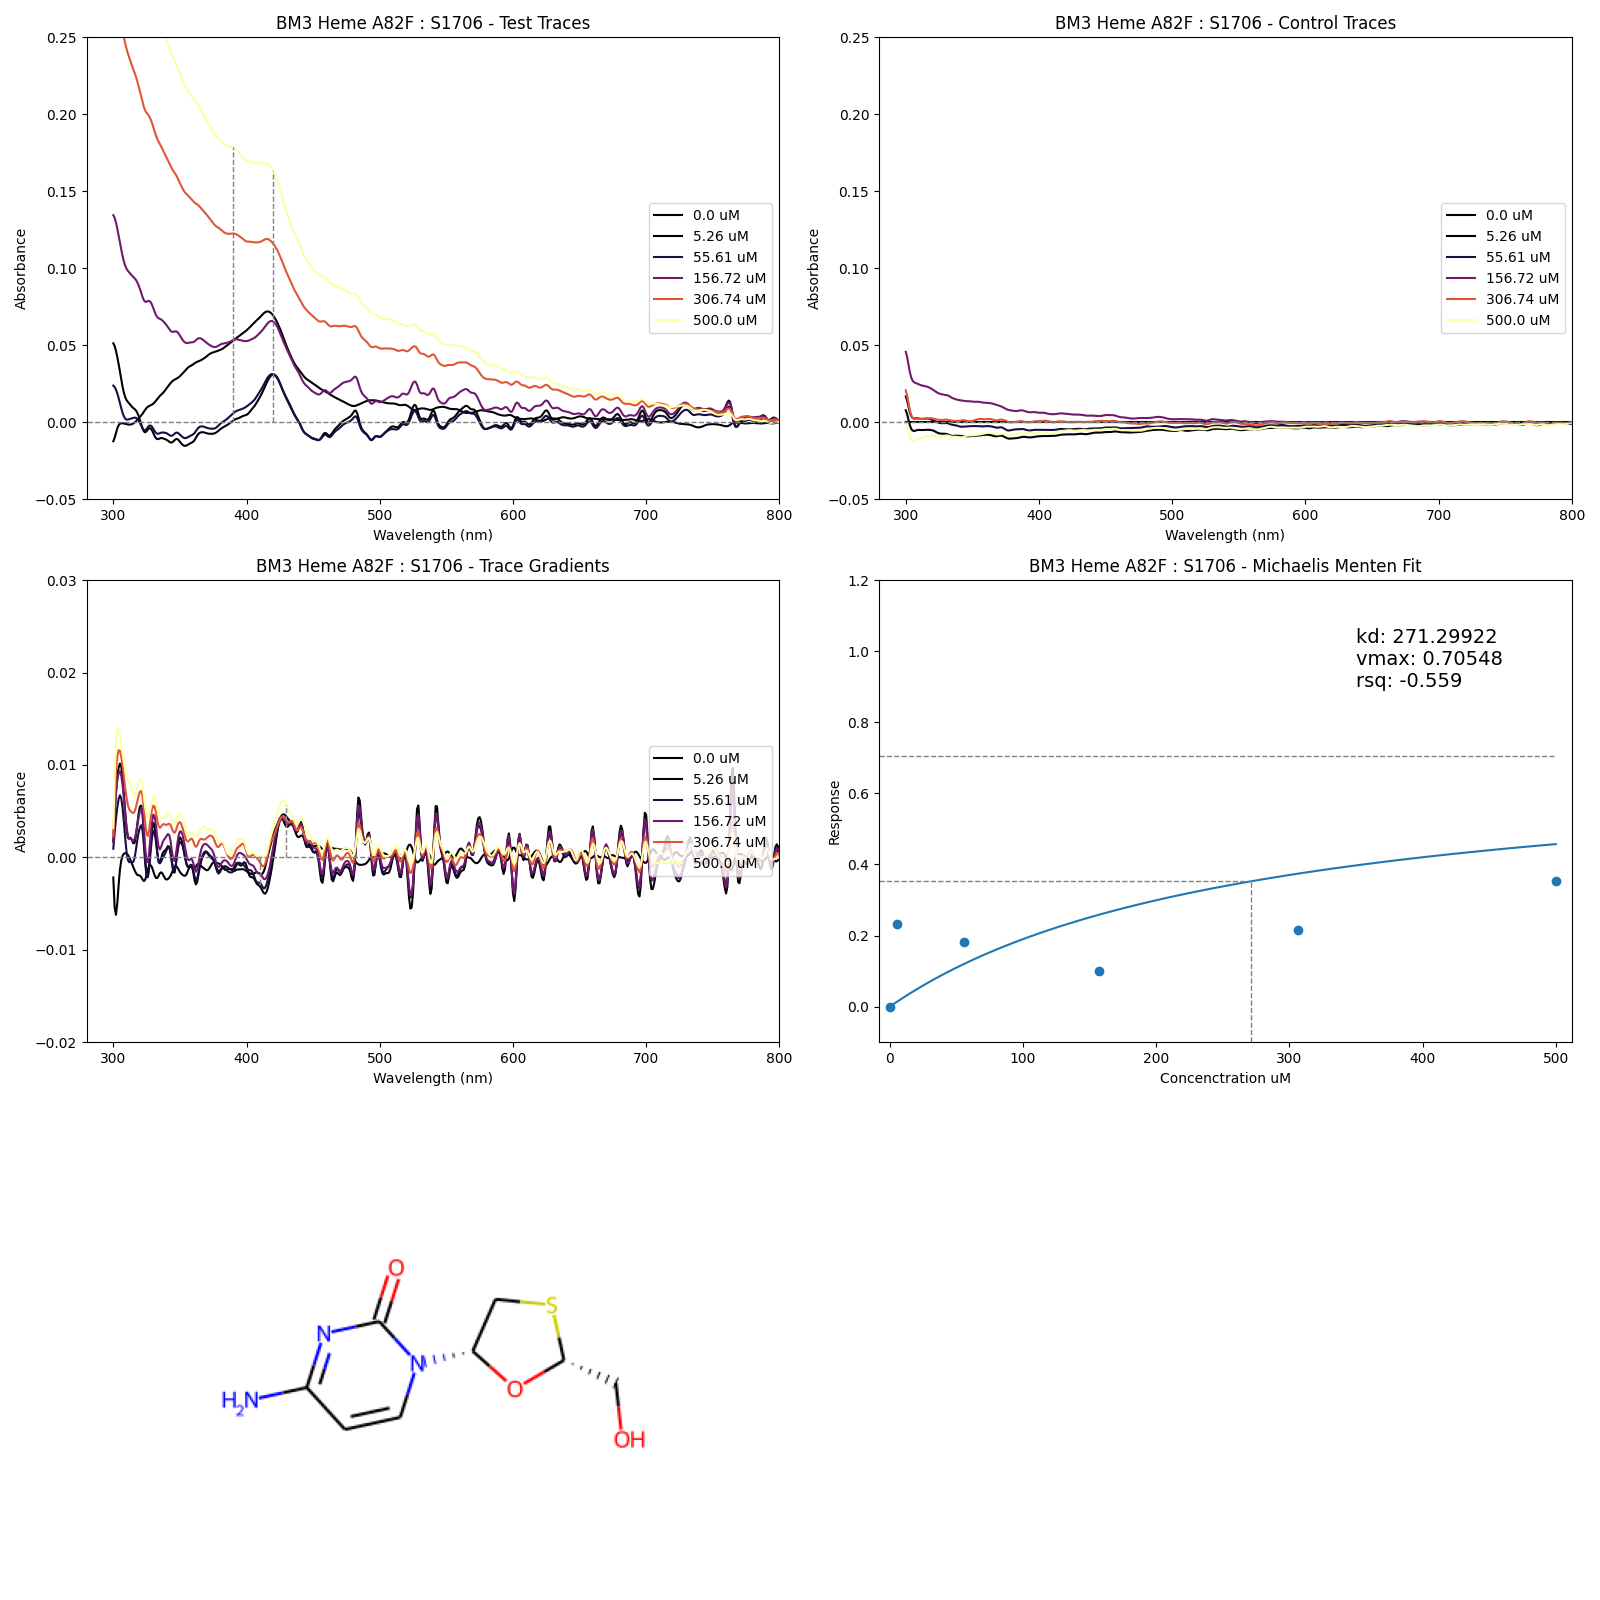 BM3 Heme A82F : S1706 - Test Traces
0.25
0.20
0.15
0.10
0.05
0.00
−0.05
Absorbance
300 400 500 600 700 800
Wavelength (nm)
0.0 uM
5.26 uM
55.61 uM
156.72 uM
306.74 uM
500.0 uM
BM3 Heme A82F : S1706 - Control Traces
0.25
0.20
0.15
0.10
0.05
0.00
−0.05
Absorbance
300 400 500 600 700 800
Wavelength (nm)
0.0 uM
5.26 uM
55.61 uM
156.72 uM
306.74 uM
500.0 uM
BM3 Heme A82F : S1706 - Trace Gradients
0.03
0.02
0.01
0.00
−0.01
−0.02
Absorbance
300 400 500 600 700 800
Wavelength (nm)
0.0 uM
5.26 uM
55.61 uM
156.72 uM
306.74 uM
500.0 uM
BM3 Heme A82F : S1706 - Michaelis Menten Fit
1.2
1.0
0.8
0.6
0.4
0.2
0.0
Response
kd: 271.29922
vmax: 0.70548
rsq: -0.559
0 100 200 300 400 500
Concenctration uM
O
S
N
N
H2N
O
OH